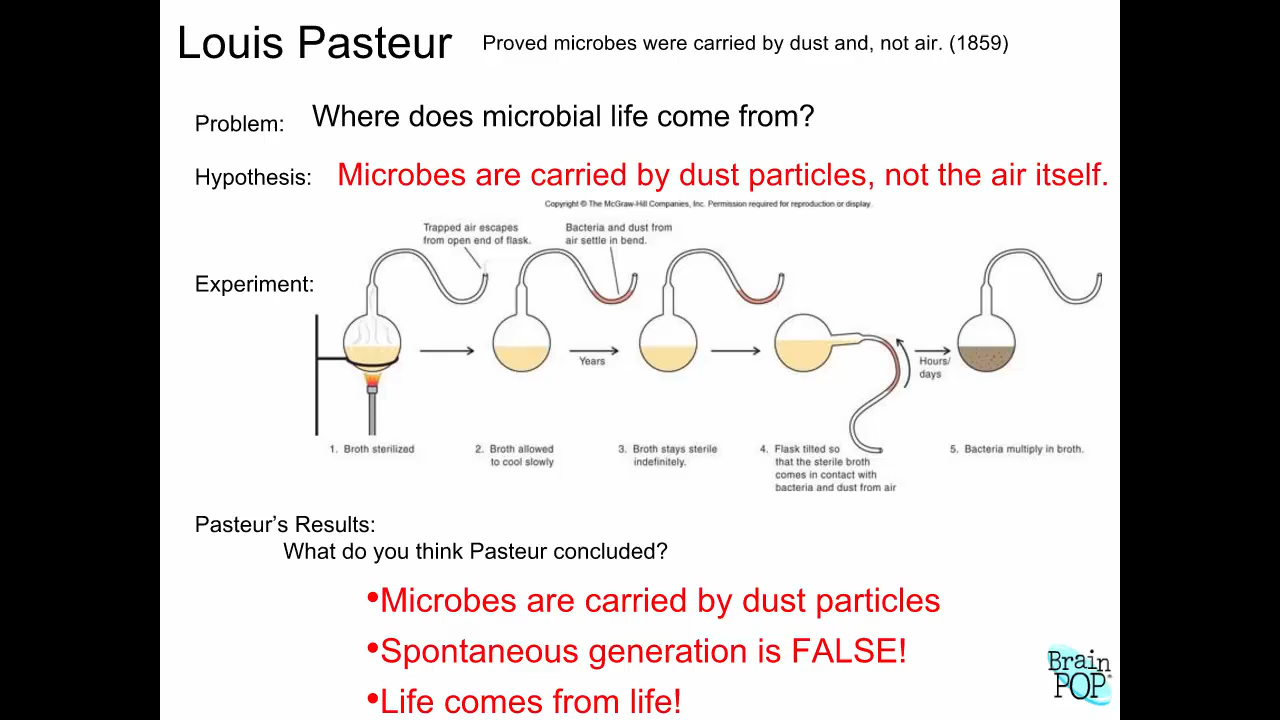 Louis Pasteur
Proved microbes were carried by dust and, not air. (1859)
Problem:
Where does microbial life come from?
Hypothesis:
Microbes are carried by dust particles, not the air itself.
Copyright © The McGraw-Hill Companies, Inc. Permission required for reproduction or display.
Trapped air escapes
from open end of flask.
Bacteria and dust from
air settle in bend.
Experiment:
Years
Hours/
days
1. Broth sterilized
2. Broth allowed
to cool slowly
3. Broth stays sterile
indefinitely.
4. Flask tilted so
that the sterile broth
comes in contact with
bacteria and dust from air
5. Bacteria multiply in broth.
Pasteur's Results:
What do you think Pasteur concluded?
•Microbes are carried by dust particles
•Spontaneous generation is FALSE!
•Life comes from life!
Brain
POP